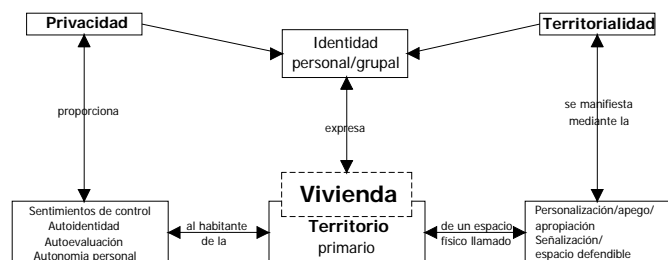 Privacidad
Territorialidad
Identidad
personal/grupal
proporciona
expresa
se manifiesta
mediante la
Vivienda
Sentimientos de control
Autoidentidad
Autoevaluación
Autonomia personal
al habitante
de la
Territorio
primario
de un espacio
físico llamado
Personalización/apego/
apropiación
Señalización/
espacio defendible